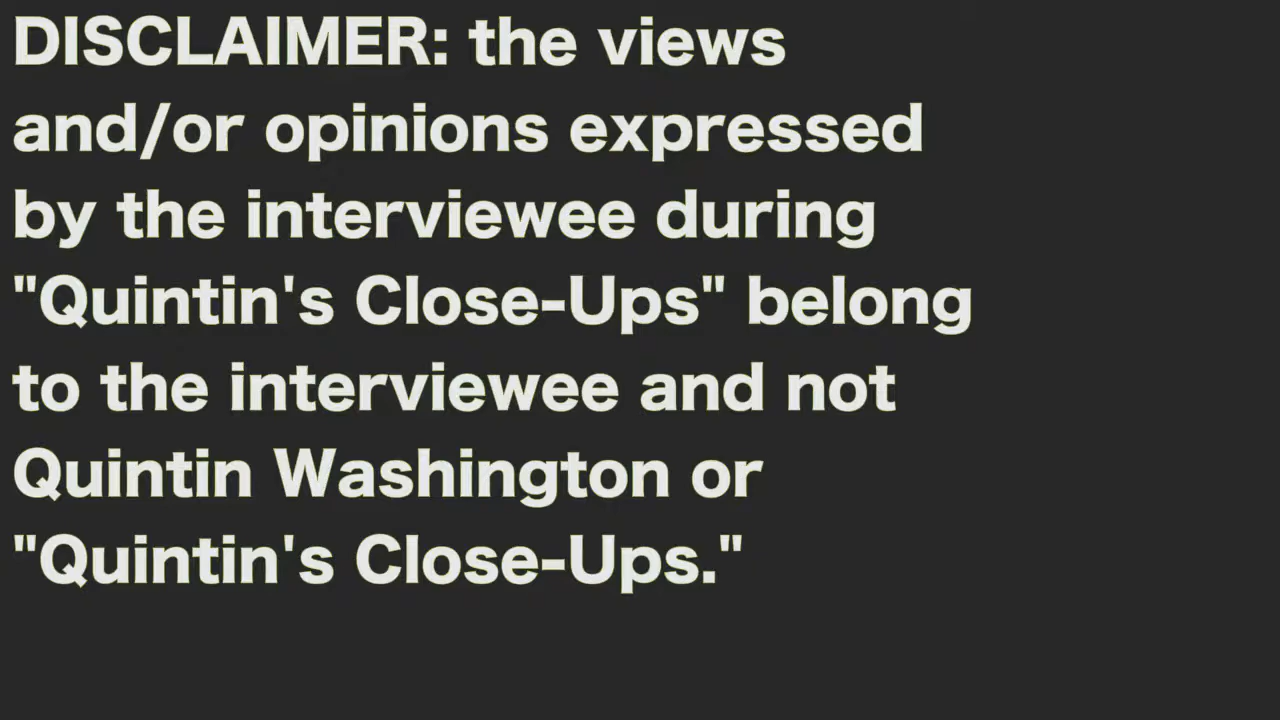 DISCLAIMER: the views
and/or opinions expressed
by the interviewee during
"Quintin's Close-Ups" belong
to the interviewee and not
Quintin Washington or
"Quintin's Close-Ups."